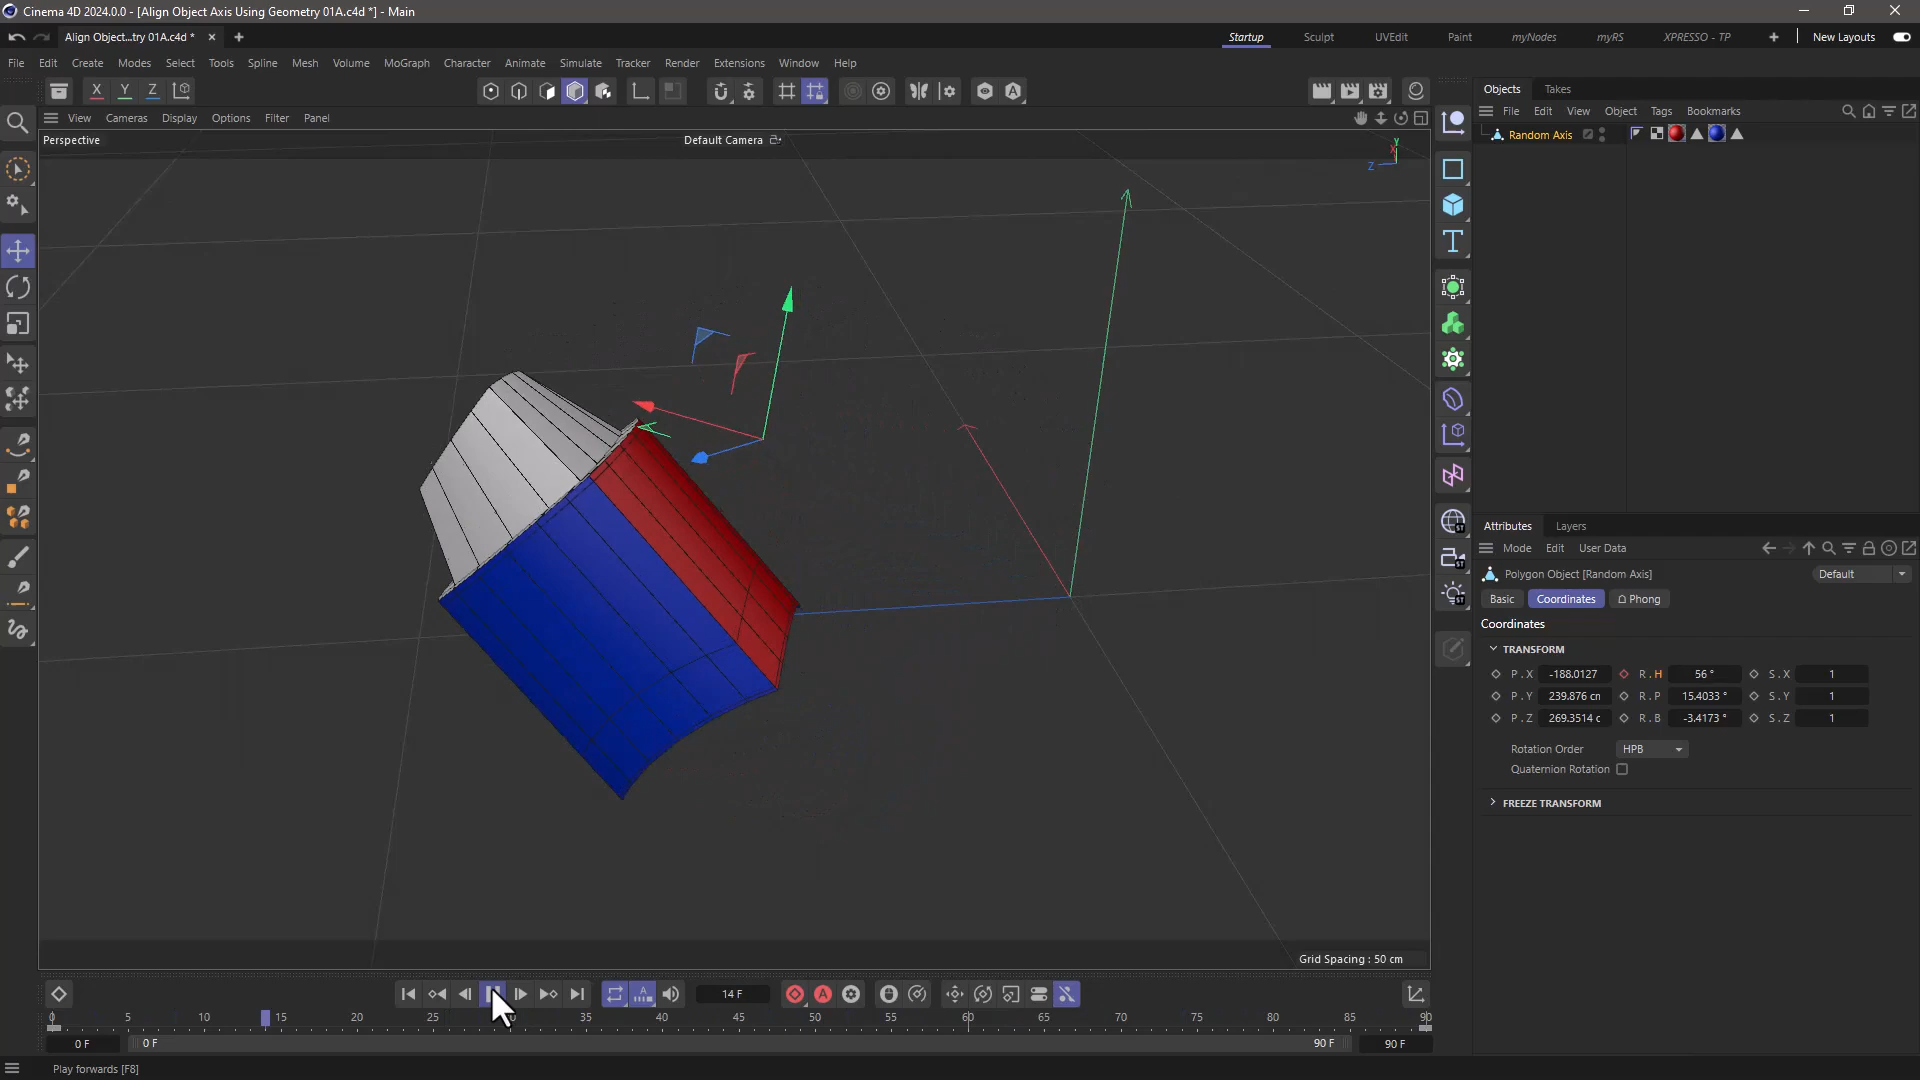 Cinema 4D 2024.0.0 - [Align Object Axis Using Geometry 01A.c4d *] - Main
Align Object...try 01A.c4d *
Startup Sculpt UVEdit Paint myNodes myRS XPRESSO - TP New Layouts
File Edit Create Modes Select Tools Spline Mesh Volume MoGraph Character Animate Simulate Tracker Render Extensions Window Help
X Y Z
Objects Takes
View Cameras Display Options Filter Panel
File Edit View Object Tags Bookmarks
Perspective
Default Camera
Random Axis
Y
X
Z
Attributes Layers
Mode Edit User Data
Polygon Object [Random Axis]
Default
Basic Coordinates Phong
Coordinates
TRANSFORM
P . X -188.0127 R . H 56 ° S . X 1
P . Y 239.876 cn R . P 15.4033 ° S . Y 1
P . Z 269.3514 c R . B -3.4173 ° S . Z 1
Rotation Order HPB
Quaternion Rotation
FREEZE TRANSFORM
Grid Spacing : 50 cm
14 F
0 5 10 15 20 25 35 40 45 50 55 60 65 70 75 80 85 90
0 F 0 F 90 F 90 F
Play forwards [F8]